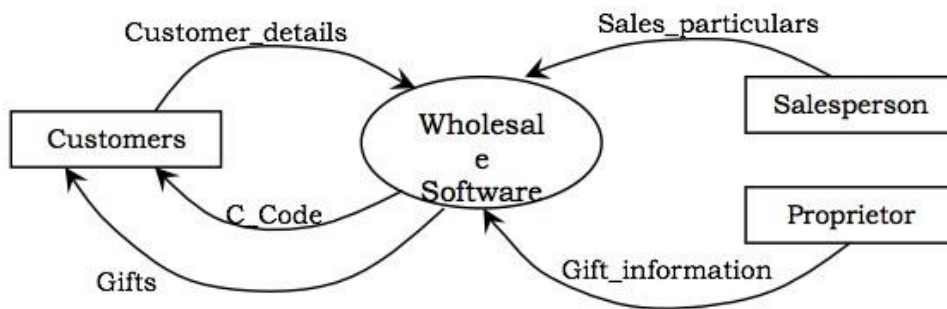 Customer_details
Sales_particulars
Customers
Wholesal
e
Software
Salesperson
Proprietor
C_Code
Gifts
Gift_information